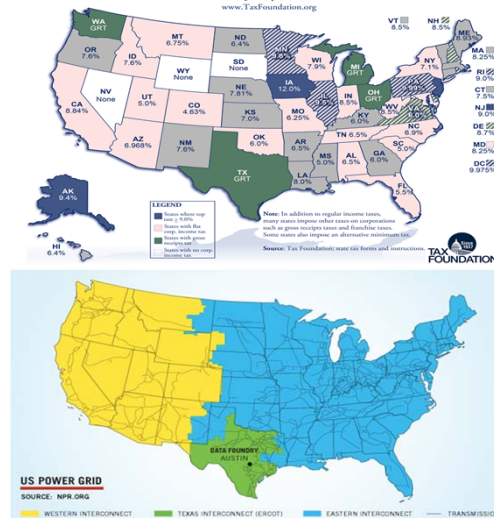 www.TaxFoundation.org
WA
GRT
OR
7.6%
CA
8.84%
NV
None
ID
7.6%
MT
6.75%
WY
None
UT
5.0%
AZ
6.968%
CO
4.63%
NM
7.6%
ND
6.4%
SD
None
NE
7.81%
KS
7.0%
OK
6.0%
TX
GRT
MN
IA
12.0%
MO
6.25%
AR
6.5%
LA
8.0%
WI
7.9%
IL
IN
8.5%
MI
GRT
OH
GRT
KY
6.0%
TN 6.5%
MS
5.0%
AL
6.5%
GA
6.0%
FL
5.5%
SC
5.0%
NC
6.9%
VA
WV
NY
7.1%
ME
8.93%
VT
8.5%
NH
8.5%
MA
8.25%
RI
9.0%
CT
7.5%
NJ
9.0%
DE
8.7%
MD
8.25%
DC
9.975%
AK
9.4%
HI
6.4%
LEGEND
States where top
rate ≥ 9.0%
States with flat
corp. income tax
States with gross
receipts tax
States with no corp.
income tax
Note: In addition to regular income taxes,
many states impose other taxes on corporations
such as gross receipts taxes and franchise taxes.
Some states also impose an alternative minimum tax.
Source: Tax Foundation; state tax forms and instructions.
TAX
FOUNDATION
DATA FOUNDRY
AUSTIN
US POWER GRID
SOURCE: NPR.ORG
WESTERN INTERCONNECT
TEXAS INTERCONNECT (ERCOT)
EASTERN INTERCONNECT